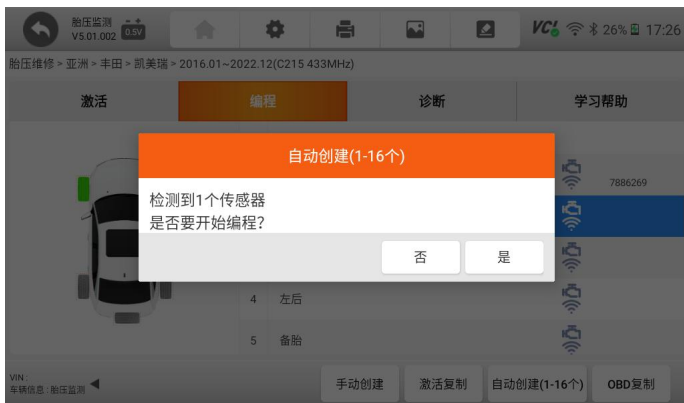 胎压监测
V5.01.002 0.5V
VCI 26% 17:26
胎压维修 > 亚洲 > 丰田 > 凯美瑞 > 2016.01~2022.12(C215 433MHz)
激活 编程 诊断 学习帮助
自动创建(1-16个)
7886269
检测到1个传感器
是否要开始编程?
否 是
4 左后
5 备胎
VIN :
车辆信息 : 胎压监测
手动创建 激活复制 自动创建(1-16个) OBD复制